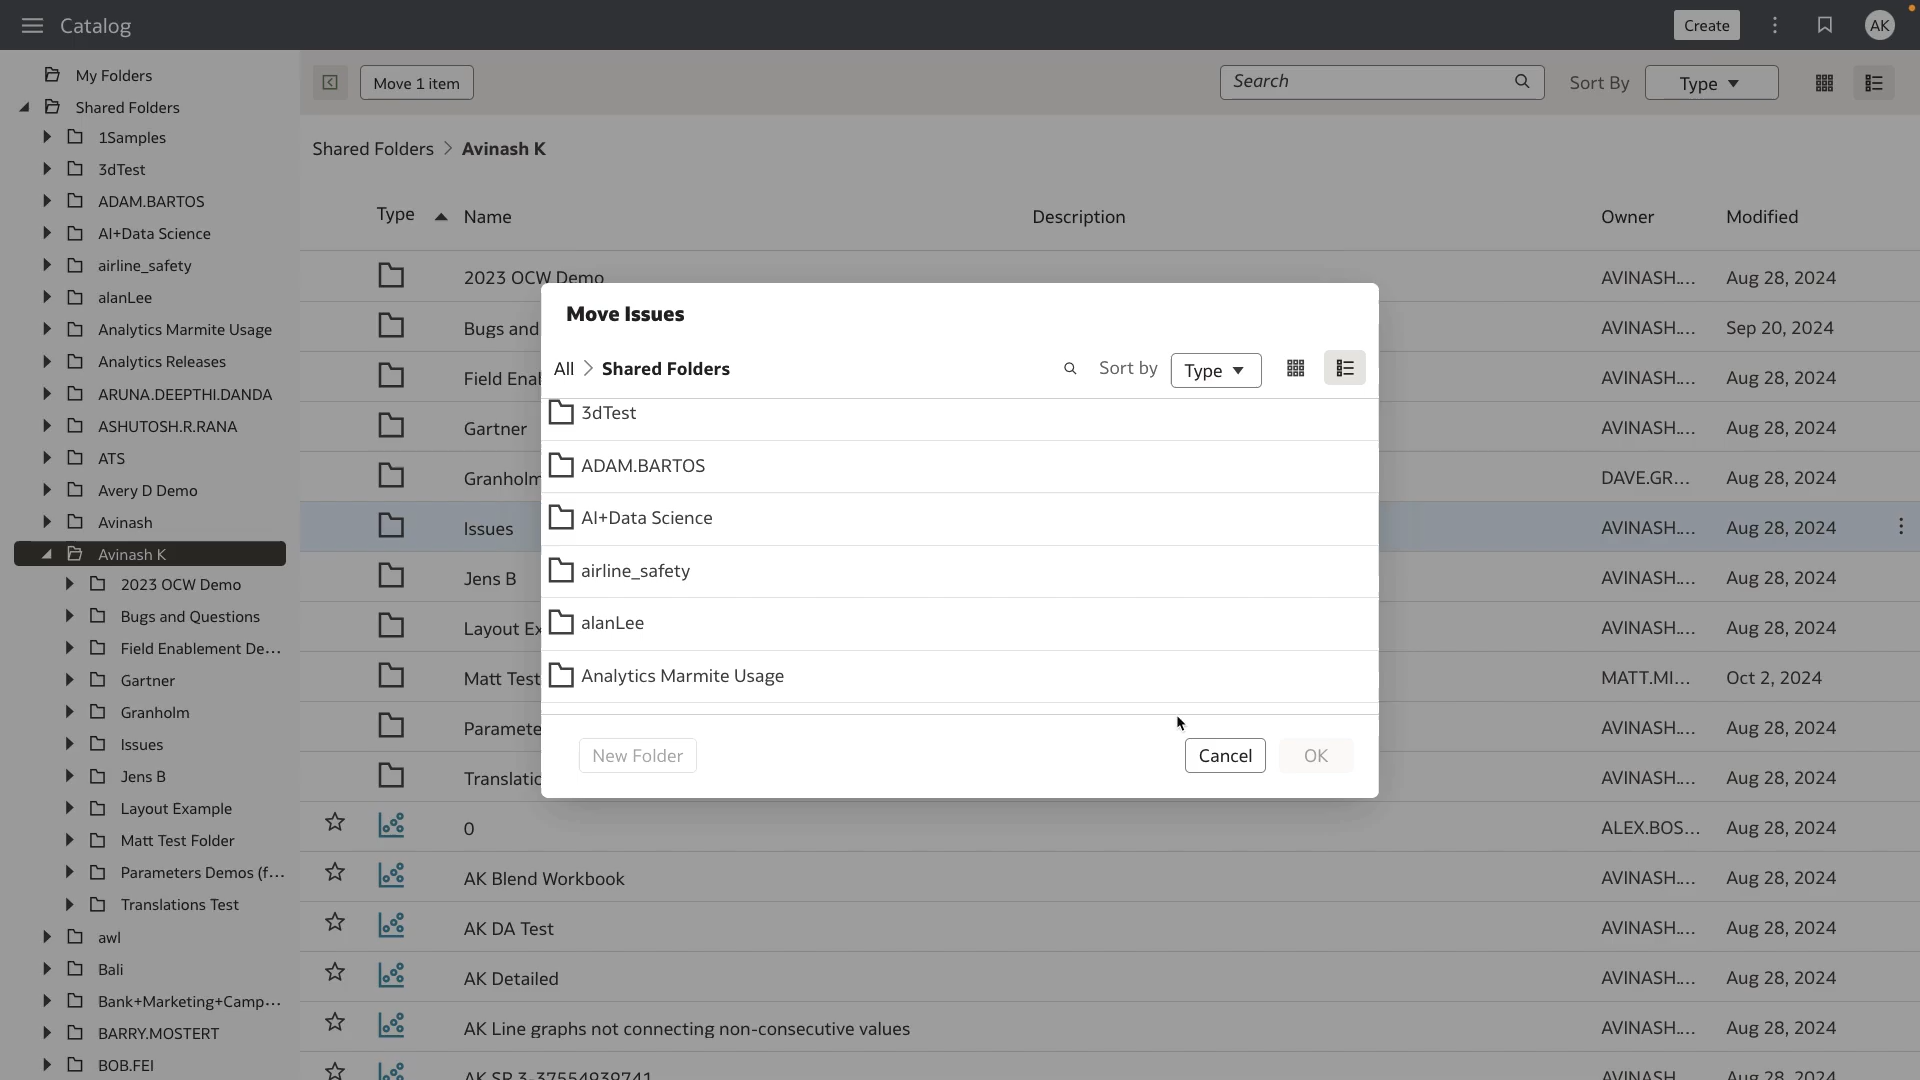 Catalog
Create
AK
My Folders
Shared Folders
1Samples
3dTest
ADAM.BARTOS
AI+Data Science
airline_safety
alanLee
Analytics Marmite Usage
Analytics Releases
ARUNA.DEEPTHI.DANDA
ASHUTOSH.R.RANA
ATS
Avery D Demo
Avinash
Avinash K
2023 OCW Demo
Bugs and Questions
Field Enablement De...
Gartner
Granholm
Issues
Jens B
Layout Example
Matt Test Folder
Parameters Demos (f...
Translations Test
awl
Bali
Bank+Marketing+Camp...
BARRY.MOSTERT
BOB.FEI
Move 1 item
Search
Sort By
Type
Shared Folders > Avinash K
Type Name Description Owner Modified
2023 OCW Demo AVINASH.... Aug 28, 2024
Bugs and AVINASH.... Sep 20, 2024
Field Enal AVINASH.... Aug 28, 2024
Gartner AVINASH.... Aug 28, 2024
Granholm DAVE.GR... Aug 28, 2024
Issues AVINASH.... Aug 28, 2024
Jens B AVINASH.... Aug 28, 2024
Layout Ex AVINASH.... Aug 28, 2024
Matt Test MATT.MI... Oct 2, 2024
Paramete AVINASH.... Aug 28, 2024
Translatio AVINASH.... Aug 28, 2024
0 ALEX.BOS... Aug 28, 2024
AK Blend Workbook AVINASH.... Aug 28, 2024
AK DA Test AVINASH.... Aug 28, 2024
AK Detailed AVINASH.... Aug 28, 2024
AK Line graphs not connecting non-consecutive values AVINASH.... Aug 28, 2024
AK SR 3-37554939741 AVINASH Aug 28, 2024
Move Issues
All > Shared Folders
Sort by
Type
3dTest
ADAM.BARTOS
AI+Data Science
airline_safety
alanLee
Analytics Marmite Usage
New Folder
Cancel
OK